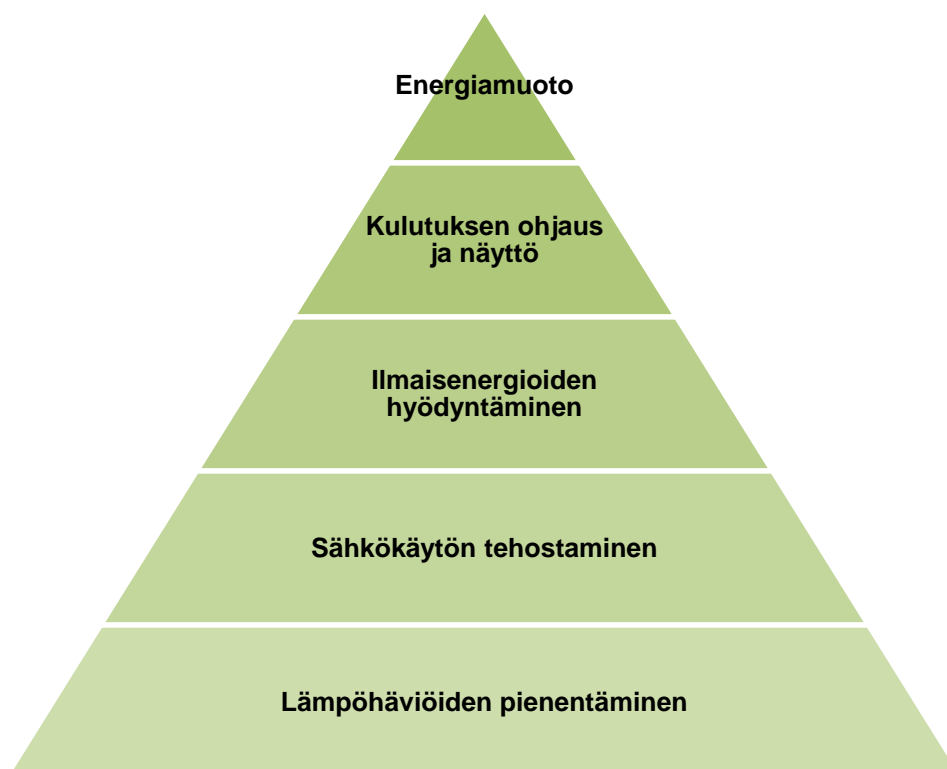 Energiamuoto
Kulutuksen ohjaus
ja näyttö
Ilmaisenergioiden
hyödyntäminen
Sähkökäytön tehostaminen
Lämpöhäviöiden pienentäminen